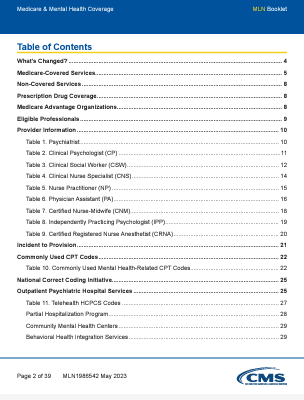 Medicare & Mental Health Coverage
MLN Booklet
Table of Contents
What's Changed? 4
Medicare-Covered Services 5
Non-Covered Services 8
Prescription Drug Coverage 8
Medicare Advantage Organizations 8
Eligible Professionals 9
Provider Information 10
Table 1. Psychiatrist 10
Table 2. Clinical Psychologist (CP) 11
Table 3. Clinical Social Worker (CSW) 12
Table 4. Clinical Nurse Specialist (CNS) 14
Table 5. Nurse Practitioner (NP) 15
Table 6. Physician Assistant (PA) 16
Table 7. Certified Nurse-Midwife (CNM) 18
Table 8. Independently Practicing Psychologist (IPP) 19
Table 9. Certified Registered Nurse Anesthetist (CRNA) 20
Incident to Provision 21
Commonly Used CPT Codes 22
Table 10. Commonly Used Mental Health-Related CPT Codes 22
National Correct Coding Initiative 25
Outpatient Psychiatric Hospital Services 25
Table 11. Telehealth HCPCS Codes 27
Partial Hospitalization Program 28
Community Mental Health Centers 29
Behavioral Health Integration Services 29
Page 2 of 39 MLN1986542 May 2023
CMS